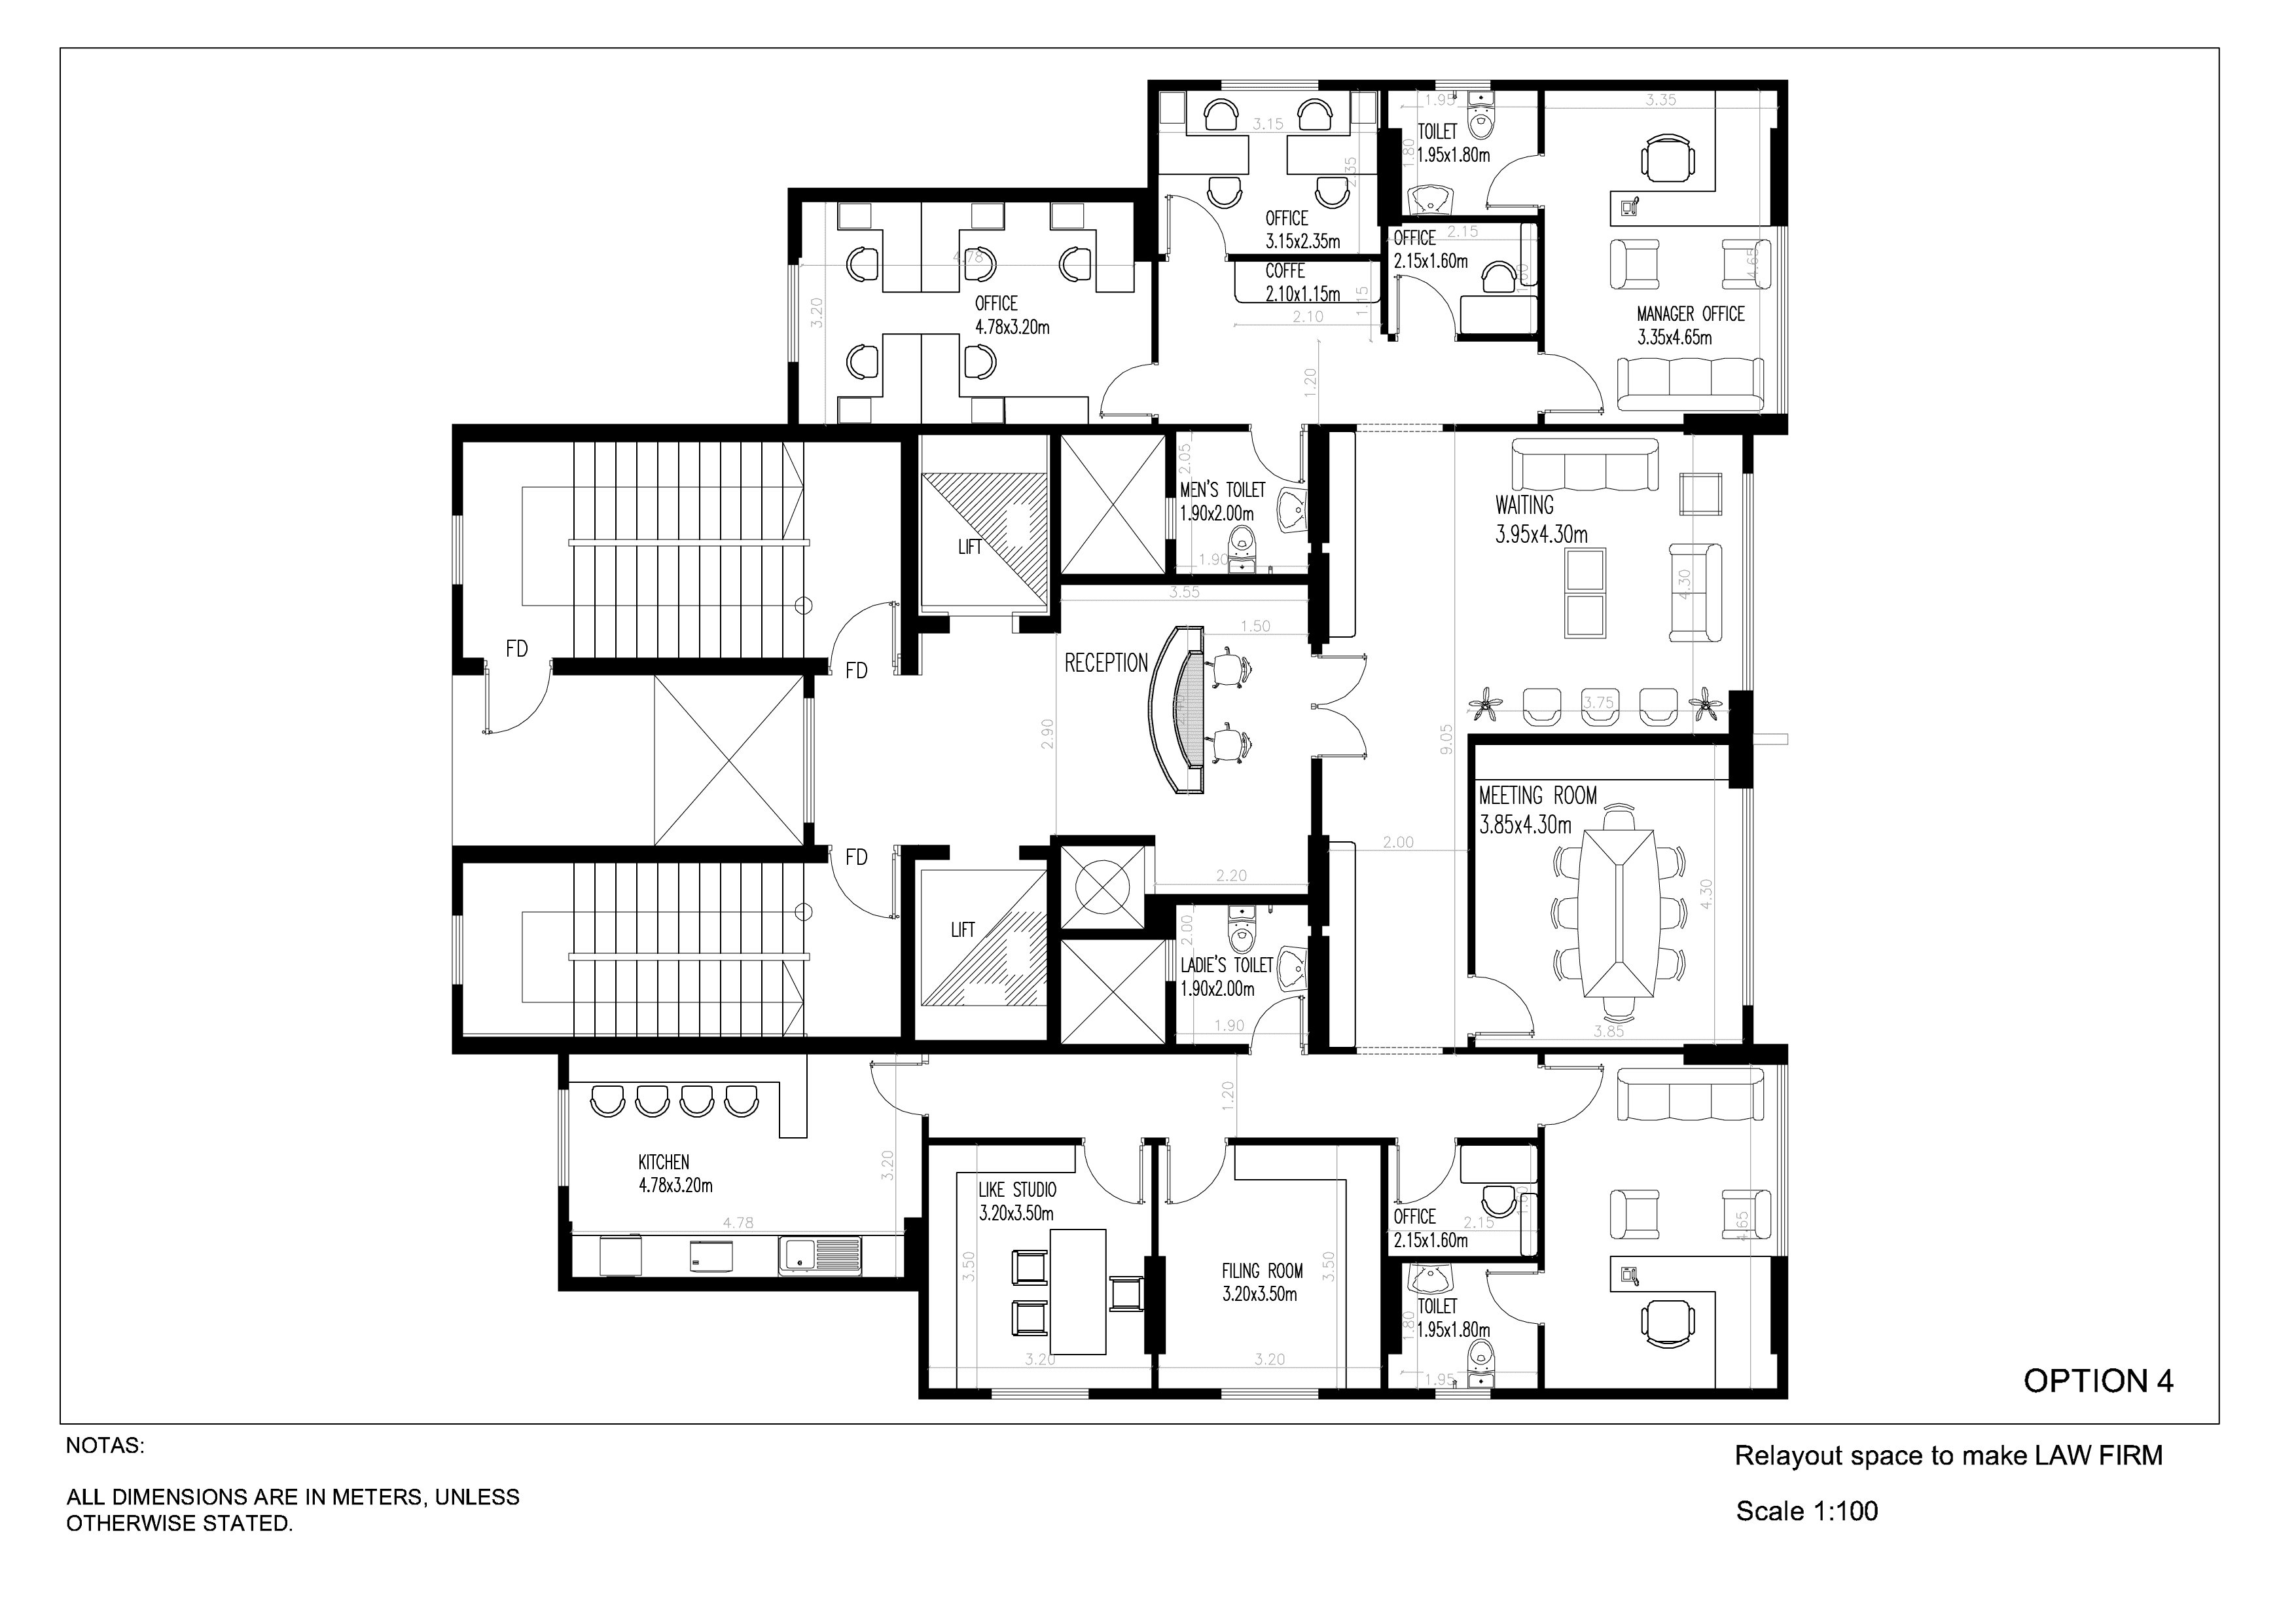 3.15
1.95
3.35
TOILET
1.95x1.80m
1.80
2.35
OFFICE
3.15x2.35m
OFFICE
2.15
2.15x1.60m
COFFE
2.10x1.15m
1.15
2.10
4.78
3.20
OFFICE
4.78x3.20m
4.65
MANAGER OFFICE
3.35x4.65m
1.20
2.05
MEN'S TOILET
1.90x2.00m
1.90
LIFT
WAITING
3.95x4.30m
4.30
3.55
1.50
FD
FD
RECEPTION
2.90
3.75
9.05
MEETING ROOM
3.85x4.30m
2.00
4.30
FD
2.20
LIFT
2.00
LADIE'S TOILET
1.90x2.00m
1.90
3.85
1.20
KITCHEN
4.78x3.20m
3.20
4.78
LIKE STUDIO
3.20x3.50m
3.50
3.20
FILING ROOM
3.20x3.50m
3.50
3.20
OFFICE
2.15
2.15x1.60m
4.65
TOILET
1.95x1.80m
1.80
1.95
OPTION 4
NOTAS:
ALL DIMENSIONS ARE IN METERS, UNLESS
OTHERWISE STATED.
Relayout space to make LAW FIRM
Scale 1:100